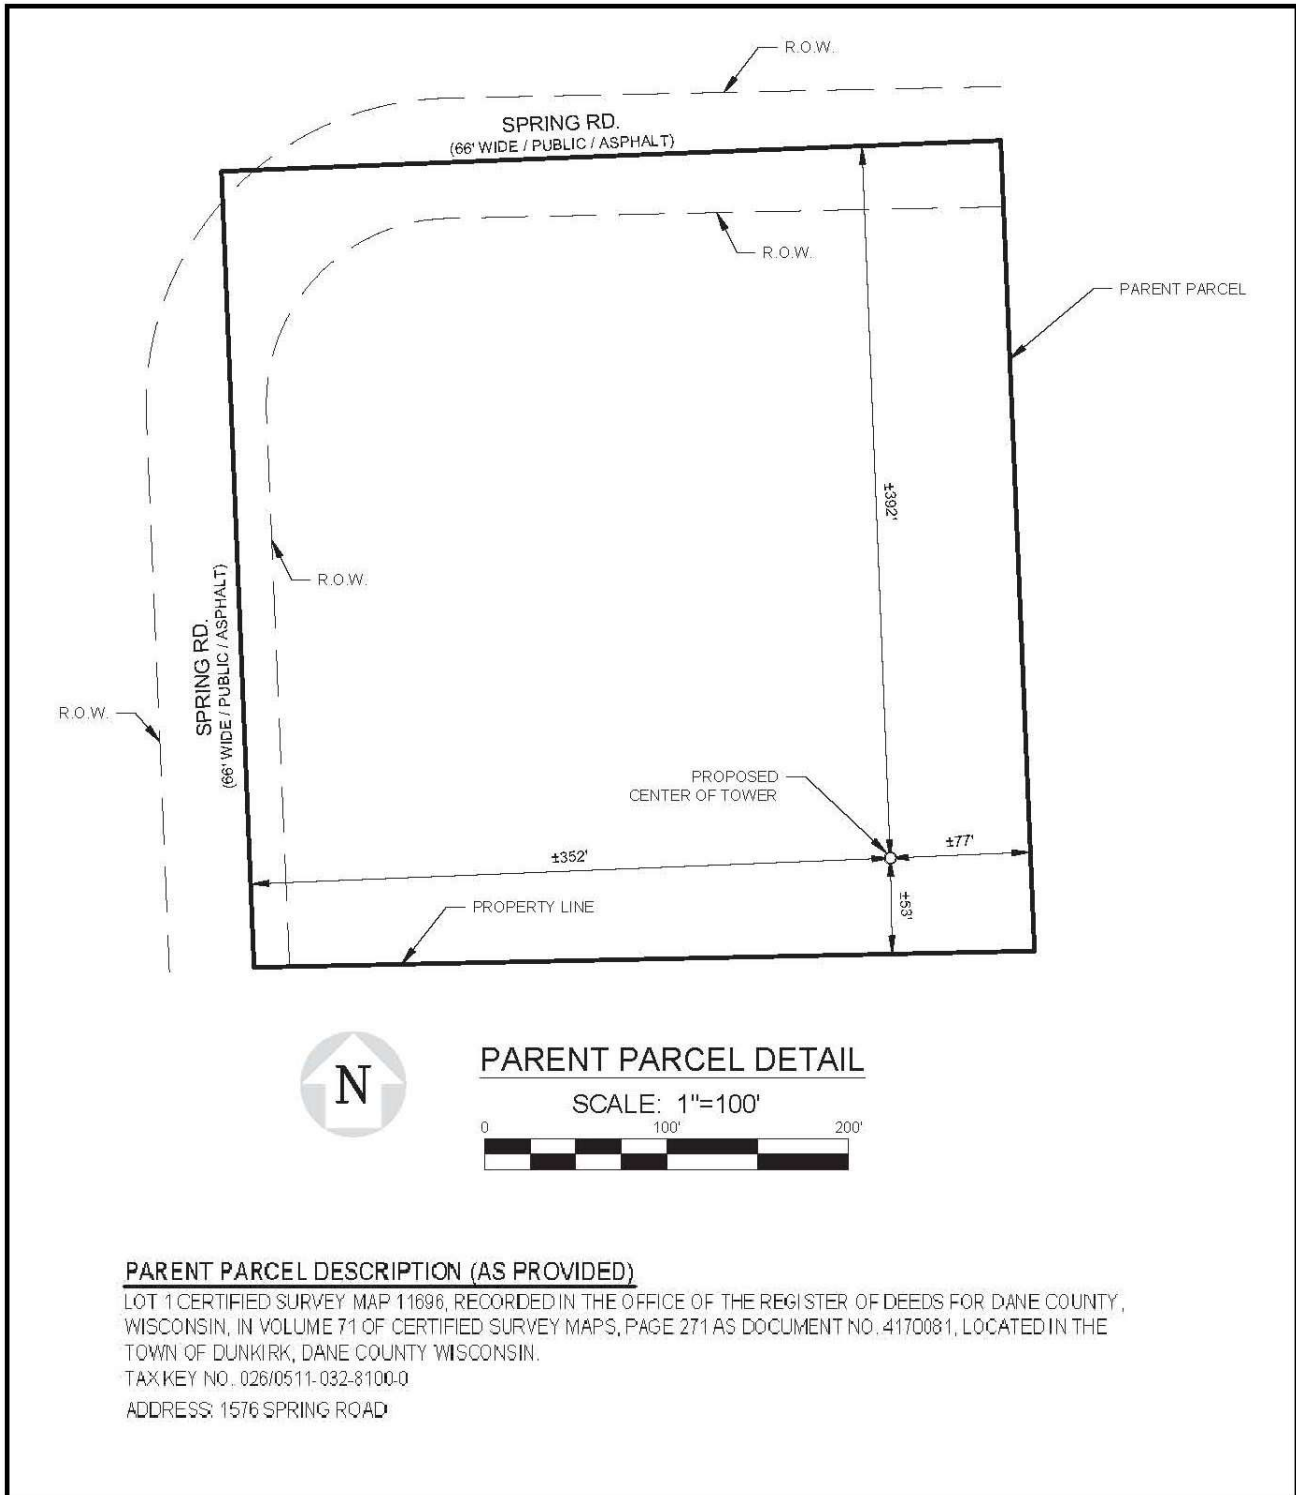 R.O.W.
SPRING RD.
(66' WIDE / PUBLIC / ASPHALT)
R.O.W.
PARENT PARCEL
±392'
R.O.W.
SPRING RD.
(66' WIDE / PUBLIC / ASPHALT)
R.O.W.
PROPOSED
CENTER OF TOWER
±352'
±77'
±53'
PROPERTY LINE
N
PARENT PARCEL DETAIL
SCALE: 1"=100'
0 100' 200'
PARENT PARCEL DESCRIPTION (AS PROVIDED)
LOT 1 CERTIFIED SURVEY MAP 11696, RECORDED IN THE OFFICE OF THE REGISTER OF DEEDS FOR DANE COUNTY,
WISCONSIN, IN VOLUME 71 OF CERTIFIED SURVEY MAPS, PAGE 271 AS DOCUMENT NO. 4170081, LOCATED IN THE
TOWN OF DUNKIRK, DANE COUNTY WISCONSIN.
TAX KEY NO. 026/0511-032-8100-0
ADDRESS: 1576 SPRING ROAD